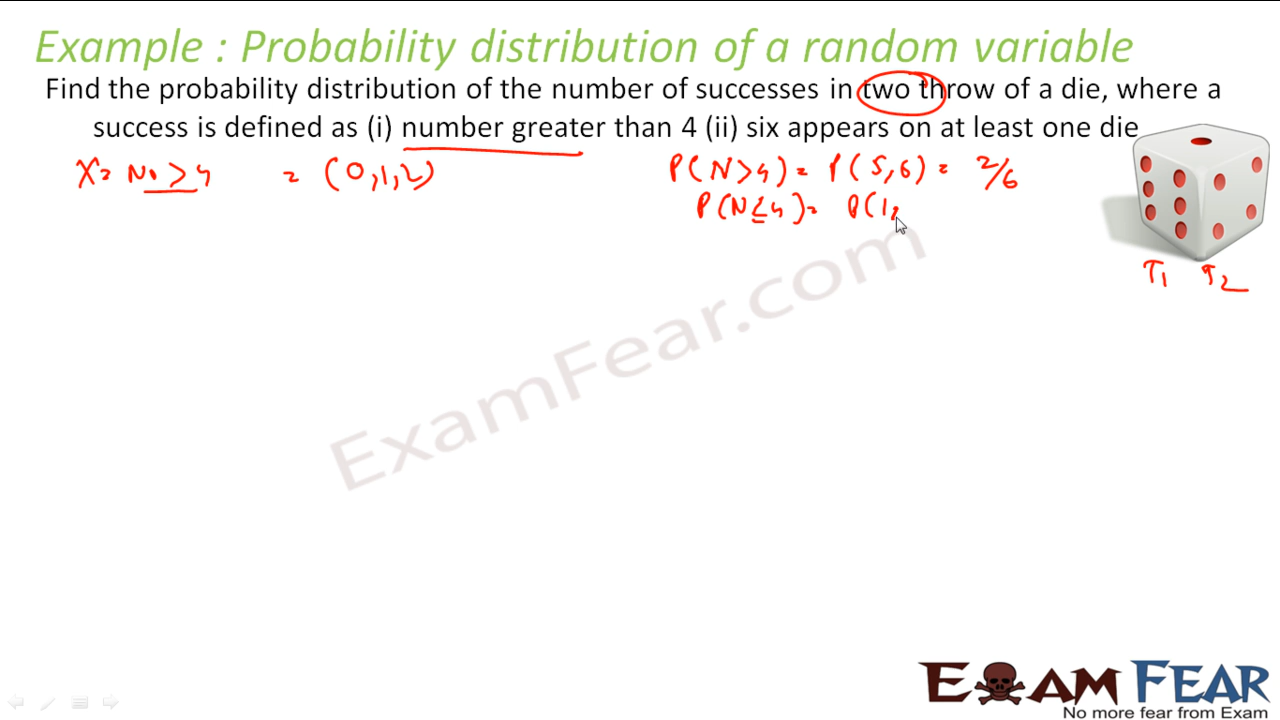 Example : Probability distribution of a random variable
Find the probability distribution of the number of successes in two throw of a die, where a
success is defined as (i) number greater than 4 (ii) six appears on at least one die
X= No > 4 = (0,1,2)
P(N>4) = P(5,6) = 2/6
P(N≤4) = P(1,
T1 T2
ExamFear.com
EXAM FEAR
No more fear from Exam